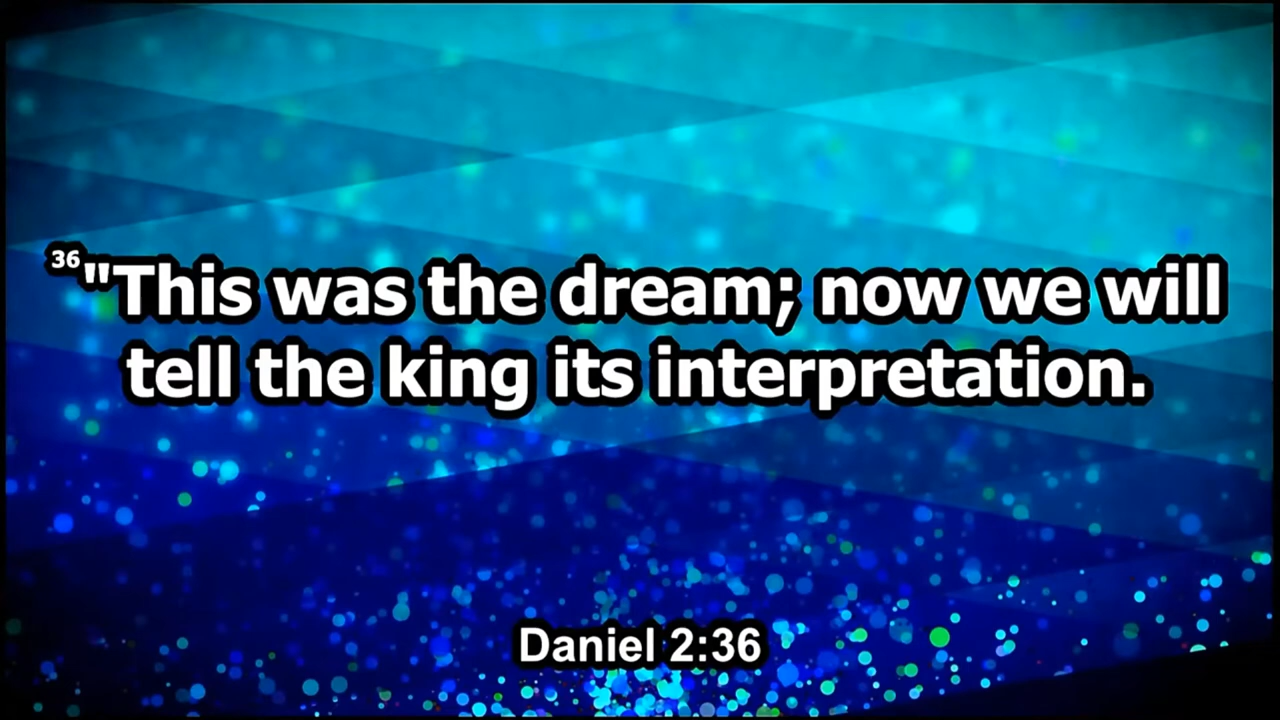 36"This was the dream; now we will
tell the king its interpretation.
Daniel 2:36